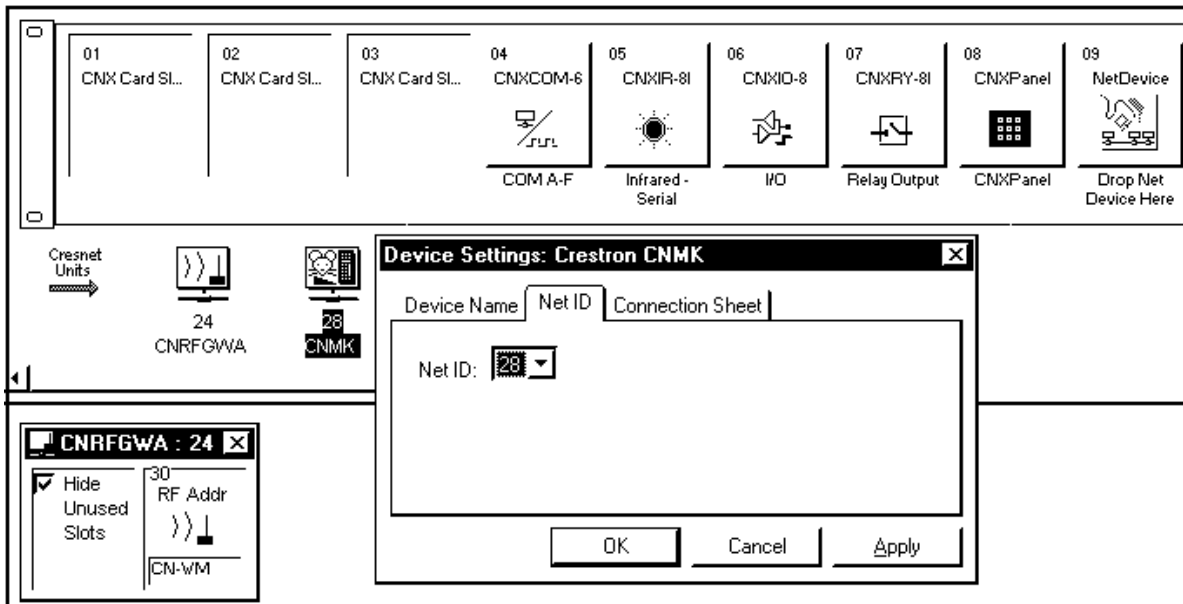 01
CNX Card Sl...
02
CNX Card Sl...
03
CNX Card Sl...
04
CNXCOM-6
COM A-F
05
CNXIR-8I
Infrared -
Serial
06
CNXIO-8
I/O
07
CNXRY-8I
Relay Output
08
CNXPanel
CNXPanel
09
NetDevice
Drop Net
Device Here
Cresnet
Units
24
CNRFGWA
28
CNMK
Device Settings: Crestron CNMK
Device Name
Net ID
Connection Sheet
Net ID: 28
OK
Cancel
Apply
CNRFGWA : 24
Hide
Unused
Slots
30
RF Addr
CN-WM